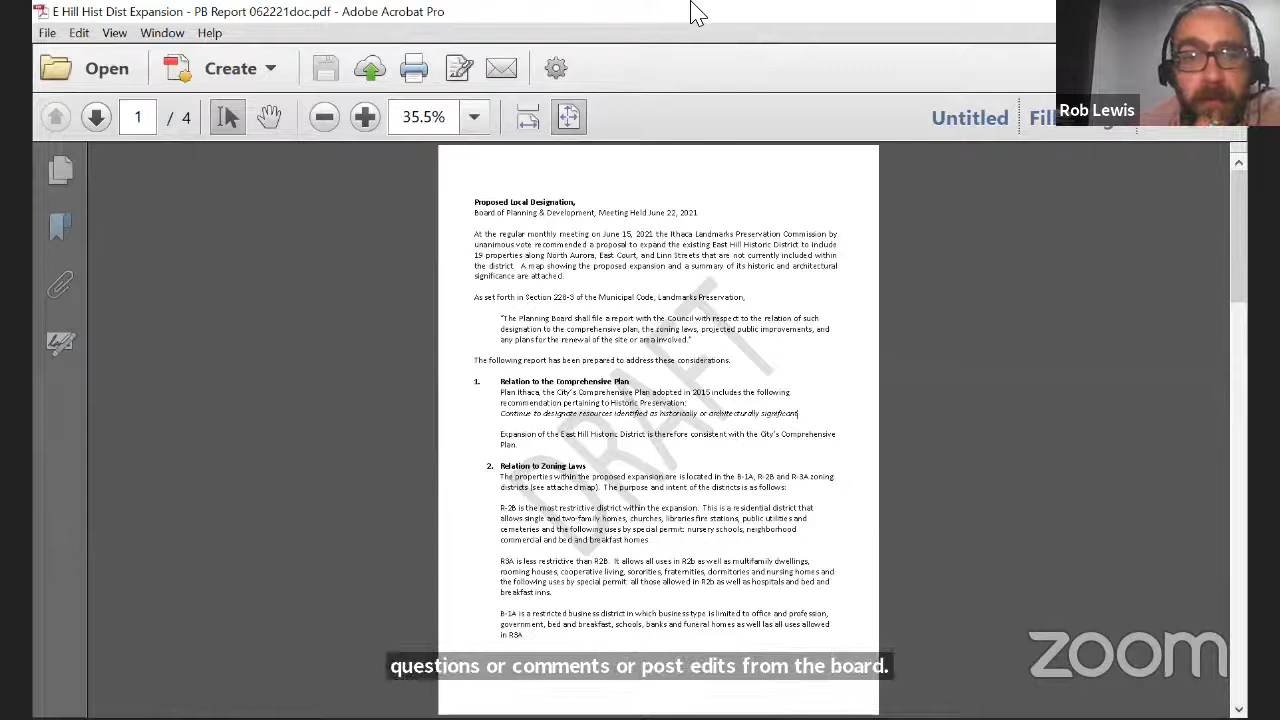 E Hill Hist Dist Expansion - PB Report 062221doc.pdf - Adobe Acrobat Pro
File Edit View Window Help
Open Create
1 / 4 35.5% Untitled
Rob Lewis
Proposed Local Designation,
Board of Planning & Development, Meeting Held June 22, 2021
At the regular monthly meeting on June 15, 2021 the Ithaca Landmarks Preservation Commission by
unanimous vote recommended a proposal to expand the existing East Hill Historic District to include
19 properties along North Aurora, East Court, and Linn Streets that are not currently included within
the district. A map showing the proposed expansion and a summary of its historic and architectural
significance are attached.
As set forth in Section 228-3 of the Municipal Code, Landmarks Preservation,
"The Planning Board shall file a report with the Council with respect to the relation of such
designation to the comprehensive plan, the zoning laws, projected public improvements, and
any plans for the renewal of the site or area involved."
The following report has been prepared to address these considerations.
1. Relation to the Comprehensive Plan
Plan Ithaca, the City's Comprehensive Plan adopted in 2015 includes the following
recommendation pertaining to Historic Preservation:
Continue to designate resources identified as historically or architecturally significant
Expansion of the East Hill Historic District is therefore consistent with the City's Comprehensive
Plan.
2. Relation to Zoning Laws
The properties within the proposed expansion are is located in the B-1A, R-2B and R-3A zoning
districts (see attached map). The purpose and intent of the districts is as follows:
R-2B is the most restrictive district within the expansion. This is a residential district that
allows single and two-family homes, churches, libraries fire stations, public utilities and
cemeteries and the following uses by special permit: nursery schools, neighborhood
commercial and bed and breakfast homes.
R3A is less restrictive than R2B. It allows all uses in R2b as well as multifamily dwellings,
rooming houses, cooperative living, sororities, fraternities, dormitories and nursing homes and
the following uses by special permit: all those allowed in R2b as well as hospitals and bed and
breakfast inns.
B-1A is a restricted business district in which business type is limited to office and profession,
government, bed and breakfast, schools, banks and funeral homes as well las all uses allowed
in R3A
DRAFT
questions or comments or post edits from the board.
zoom